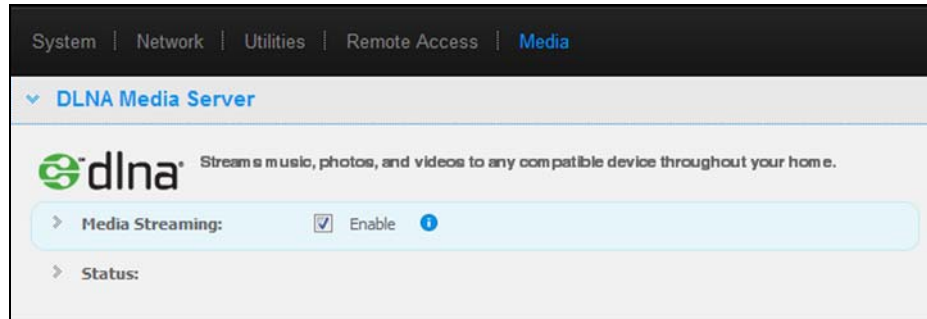 System | Network | Utilities | Remote Access | Media
DLNA Media Server
dlna Streams music, photos, and videos to any compatible device throughout your home.
Media Streaming: Enable
Status: